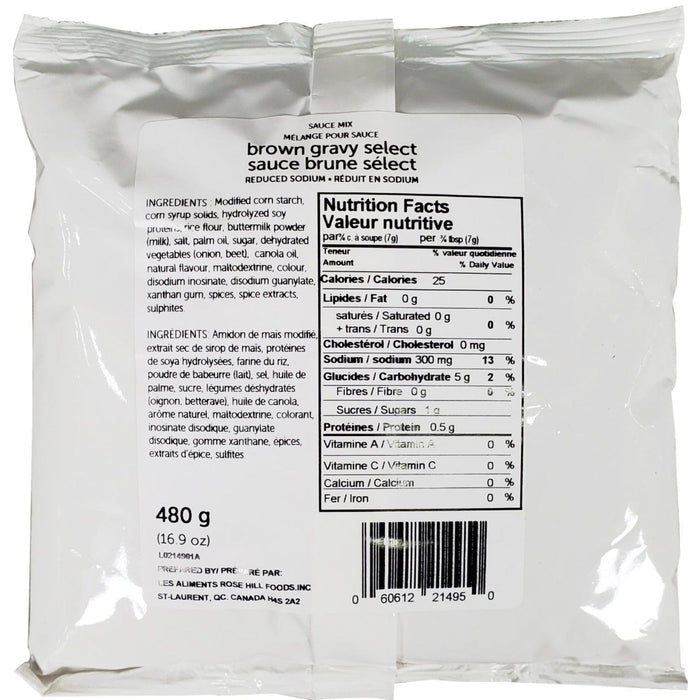 SAUCE MIX
MÉLANGE POUR SAUCE
brown gravy select
sauce brune sélect
REDUCED SODIUM • RÉDUIT EN SODIUM
INGREDIENTS : Modified corn starch,
corn syrup solids, hydrolyzed soy
proteins, rice flour, buttermilk powder
(milk), salt, palm oil, sugar, dehydrated
vegetables (onion, beet), canola oil,
natural flavour, maltodextrine, colour,
disodium inosinate, disodium guanylate,
xanthan gum, spices, spice extracts,
sulphites.
INGRÉDIENTS: Amidon de maïs modifié,
extrait sec de sirop de maïs, protéines
de soya hydrolysées, farine du riz,
poudre de babeurre (lait), sel, huile de
palme, sucre, légumes déshydratés
(oignon, betterave), huile de canola,
arôme naturel, maltodextrine, colorant,
inosinate disodique, guanylate
disodique, gomme xanthane, épices,
extraits d'épice, sulfites.
480 g
(16.9 oz)
L0214901A
PREPARED BY/ PRÉPARÉ PAR:
LES ALIMENTS ROSE HILL FOODS.INC
ST-LAURENT, QC. CANADA H4S 2A2
Nutrition Facts
Valeur nutritive
par¾ c. à soupe (7g) per ¾ tbsp (7g)
Teneur % valeur quotidienne
Amount % Daily Value
Calories / Calories 25
Lipides / Fat 0 g 0 %
saturés / Saturated 0 g
+ trans / Trans 0 g 0 %
Cholestérol / Cholesterol 0 mg
Sodium / sodium 300 mg 13 %
Glucides / Carbohydrate 5 g 2 %
Fibres / Fibre 0 g 0 %
Sucres / Sugars 1 g
Protéines / Protein 0.5 g
Vitamine A / Vitamin A 0 %
Vitamine C / Vitamin C 0 %
Calcium / Calcium 0 %
Fer / Iron 0 %
0 60612 21495 0